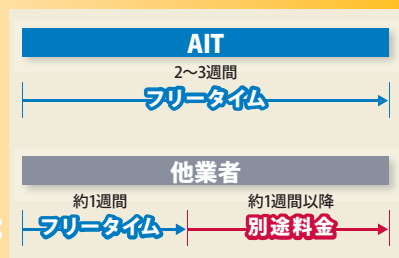 AIT
2〜3週間
フリータイム
他業者
約1週間 約1週間以降
フリータイム 別途料金